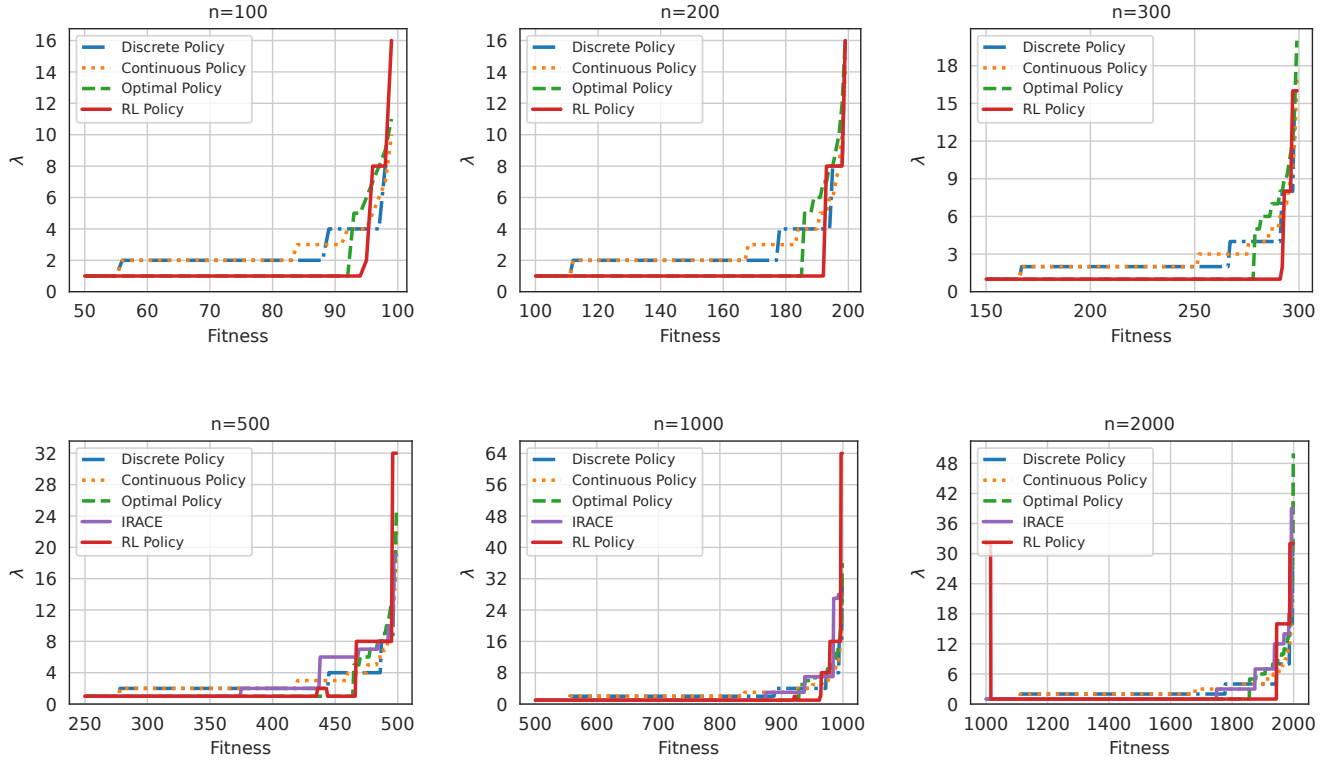 n=100
16
14
12
10
8
6
4
2
0
λ
Discrete Policy
Continuous Policy
Optimal Policy
RL Policy
50 60 70 80 90 100
Fitness
n=200
16
14
12
10
8
6
4
2
0
λ
Discrete Policy
Continuous Policy
Optimal Policy
RL Policy
100 120 140 160 180 200
Fitness
n=300
18
15
12
9
6
3
0
λ
Discrete Policy
Continuous Policy
Optimal Policy
RL Policy
150 200 250 300
Fitness
n=500
32
28
24
20
16
12
8
4
0
λ
Discrete Policy
Continuous Policy
Optimal Policy
IRACE
RL Policy
250 300 350 400 450 500
Fitness
n=1000
64
56
48
40
32
24
16
8
0
λ
Discrete Policy
Continuous Policy
Optimal Policy
IRACE
RL Policy
500 600 700 800 900 1000
Fitness
n=2000
48
42
36
30
24
18
12
6
0
λ
Discrete Policy
Continuous Policy
Optimal Policy
IRACE
RL Policy
1000 1200 1400 1600 1800 2000
Fitness